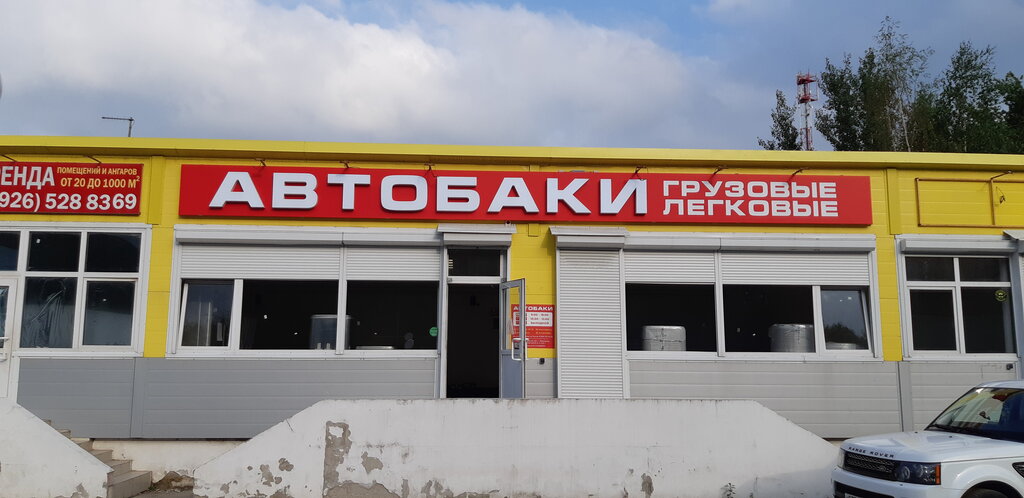 ЕНДА ПОМЕЩЕНИЙ И АНГАРОВ
ОТ 20 ДО 1000 М²
926) 528 8369
АВТОБАКИ
ГРУЗОВЫЕ
ЛЕГКОВЫЕ
АВТОБАКИ
RANGE ROVER